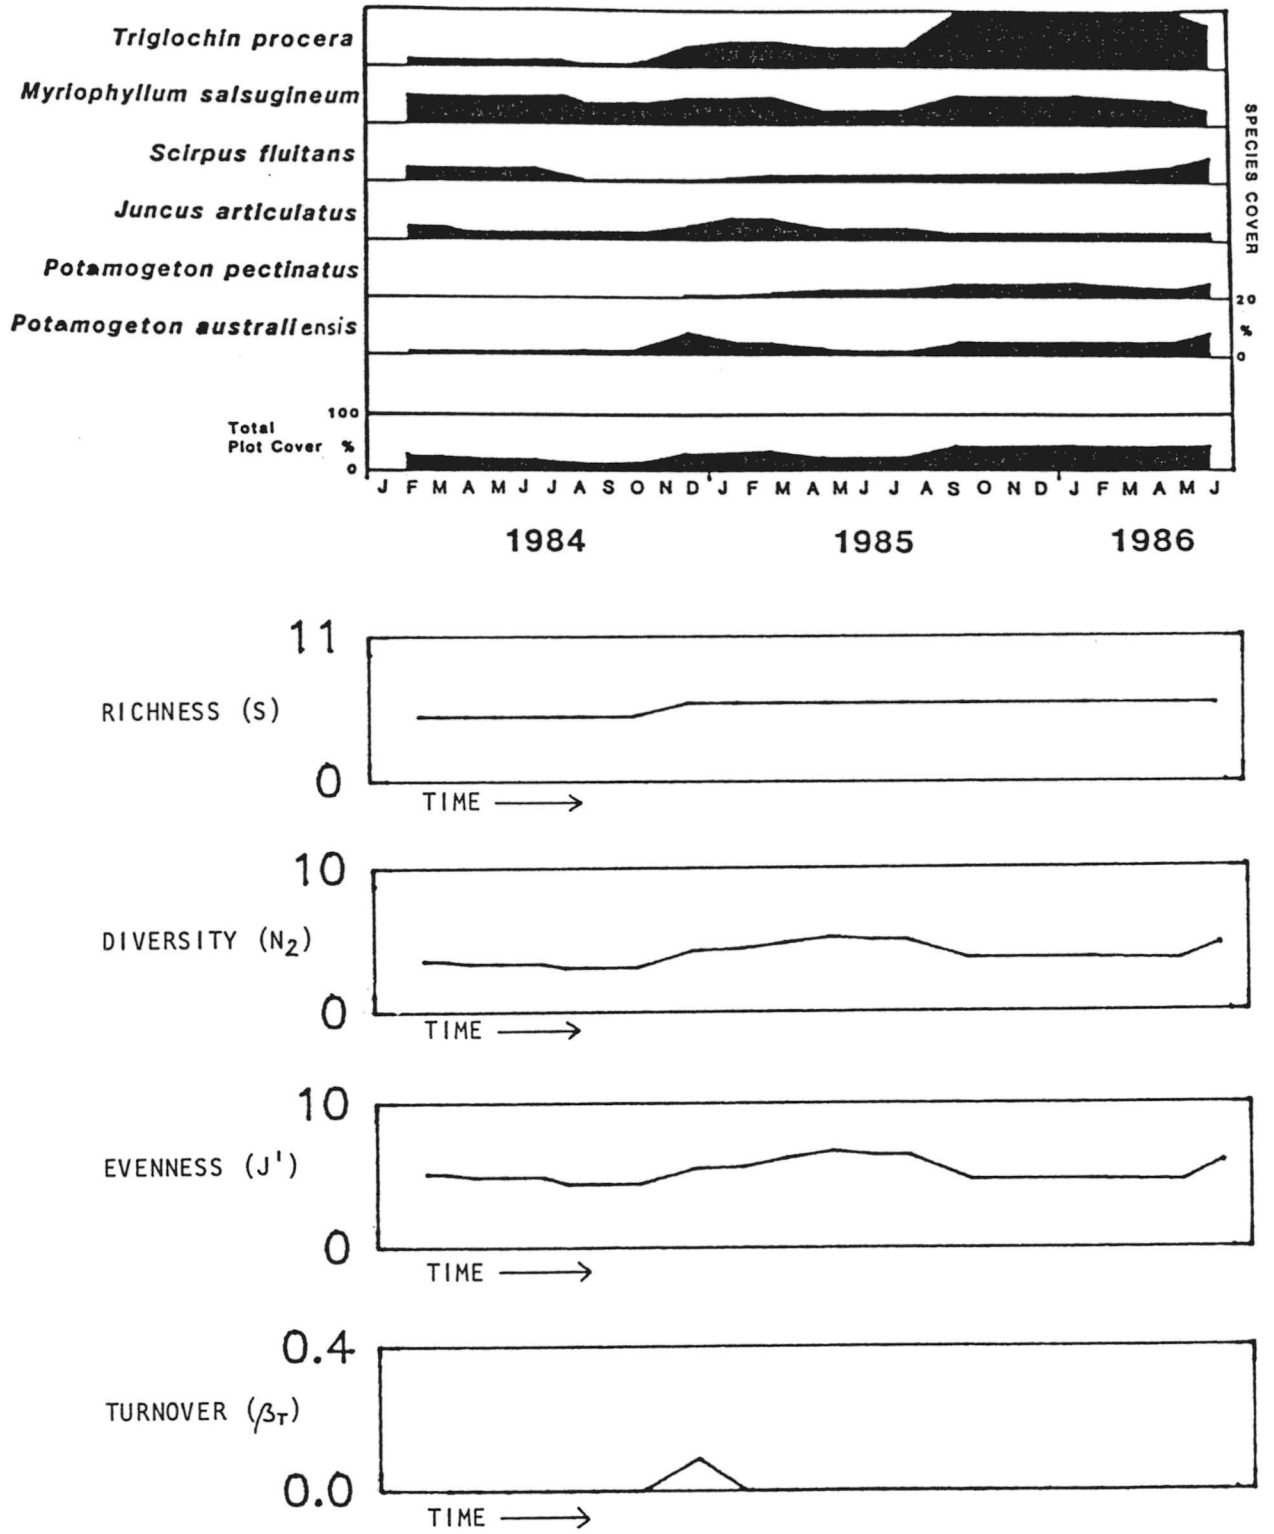 Triglochin procera
Myriophyllum salsugineum
Scirpus fluitans
Juncus articulatus
Potamogeton pectinatus
Potamogeton australiensis
SPECIES COVER
20
%
0
100
Total
Plot Cover %
0
J F M A M J J A S O N D J F M A M J J A S O N D J F M A M J
1984 1985 1986
11
RICHNESS (S)
0
TIME
10
DIVERSITY (N₂)
0
TIME
10
EVENNESS (J')
0
TIME
0.4
TURNOVER (βT)
0.0
TIME